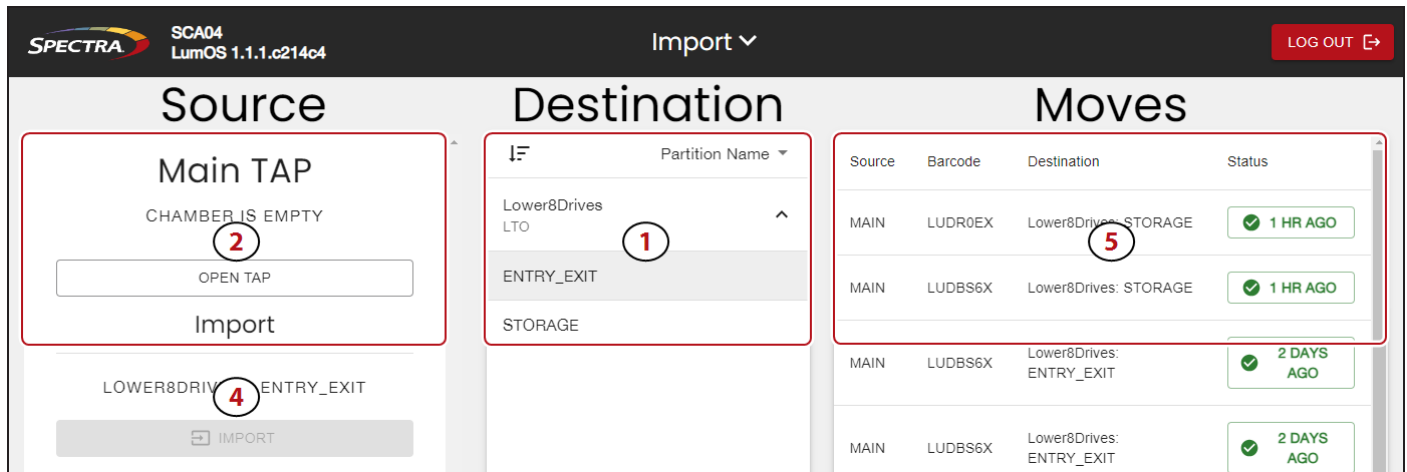 SPECTRA
SCA04
LumOS 1.1.1.c214c4
Import
LOG OUT
Source
Destination
Moves
Main TAP
CHAMBER IS EMPTY
2
OPEN TAP
Import
4
IMPORT
Partition Name
Lower8Drives
LTO
1
ENTRY_EXIT
STORAGE
Source Barcode Destination Status
MAIN LUDR0EX Lower8Drives: STORAGE 1 HR AGO
5
MAIN LUDBS6X Lower8Drives: STORAGE 1 HR AGO
MAIN LUDBS6X Lower8Drives: ENTRY_EXIT 2 DAYS AGO
MAIN LUDBS6X Lower8Drives: ENTRY_EXIT 2 DAYS AGO